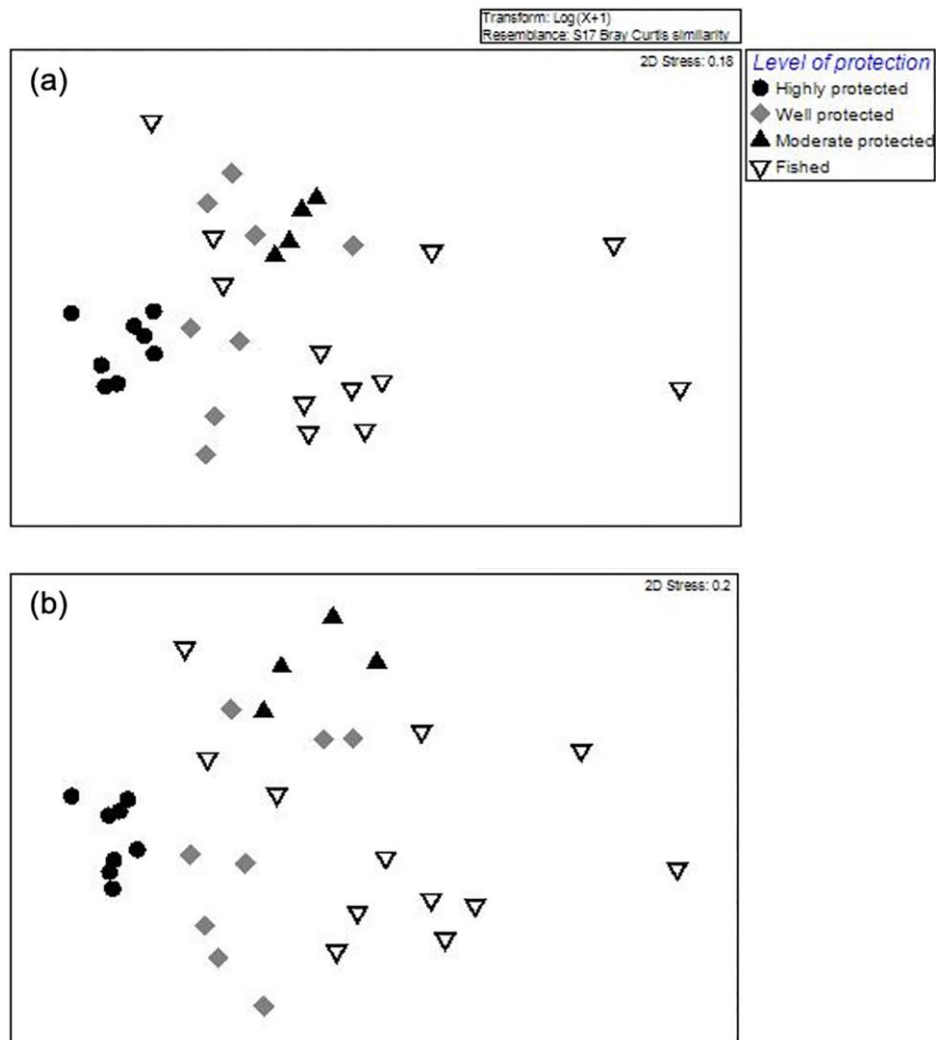 Transform: Log(X+1)
Resemblance: S17 Bray Curtis similarity
(a)
2D Stress: 0.18
Level of protection
Highly protected
Well protected
Moderate protected
Fished
(b)
2D Stress: 0.2